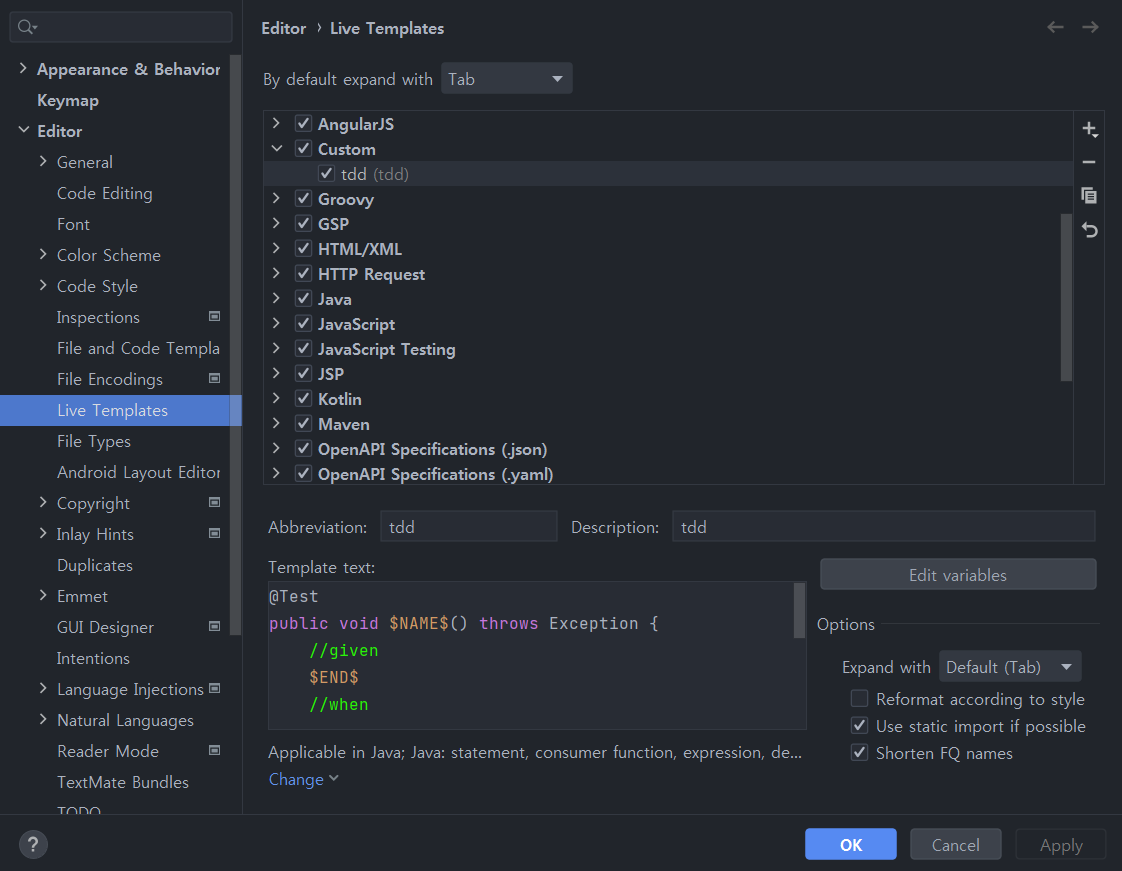 Editor › Live Templates
Appearance & Behavior
Keymap
Editor
General
Code Editing
Font
Color Scheme
Code Style
Inspections
File and Code Templa
File Encodings
Live Templates
File Types
Android Layout Editor
Copyright
Inlay Hints
Duplicates
Emmet
GUI Designer
Intentions
Language Injections
Natural Languages
Reader Mode
TextMate Bundles
TODO
By default expand with Tab
AngularJS
Custom
tdd (tdd)
Groovy
GSP
HTML/XML
HTTP Request
Java
JavaScript
JavaScript Testing
JSP
Kotlin
Maven
OpenAPI Specifications (.json)
OpenAPI Specifications (.yaml)
Abbreviation: tdd Description: tdd
Template text:
@Test
public void $NAME$() throws Exception {
//given
$END$
//when
Applicable in Java; Java: statement, consumer function, expression, de...
Change
Edit variables
Options
Expand with Default (Tab)
Reformat according to style
Use static import if possible
Shorten FQ names
? OK Cancel Apply